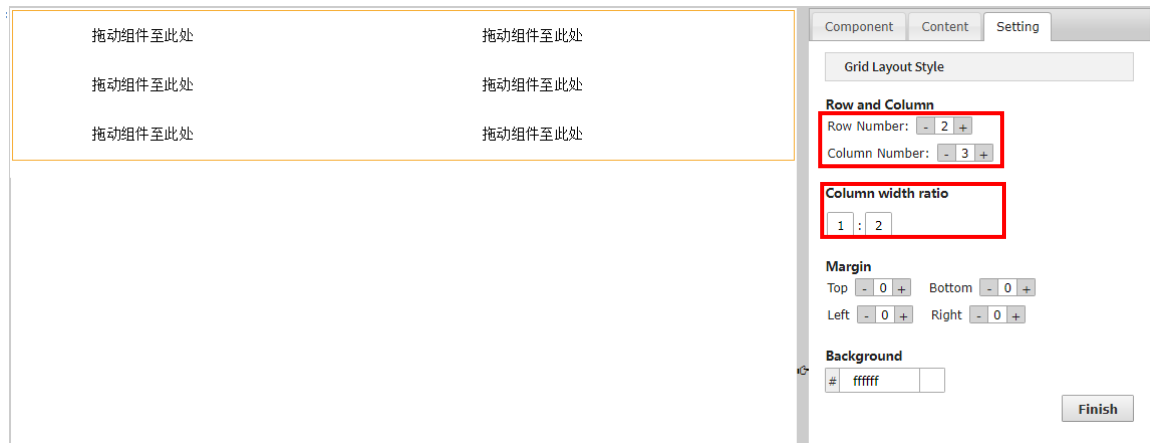 拖动组件至此处 拖动组件至此处
拖动组件至此处 拖动组件至此处
拖动组件至此处 拖动组件至此处
Component Content Setting
Grid Layout Style
Row and Column
Row Number: - 2 +
Column Number: - 3 +
Column width ratio
1 : 2
Margin
Top - 0 + Bottom - 0 +
Left - 0 + Right - 0 +
Background
# ffffff
Finish